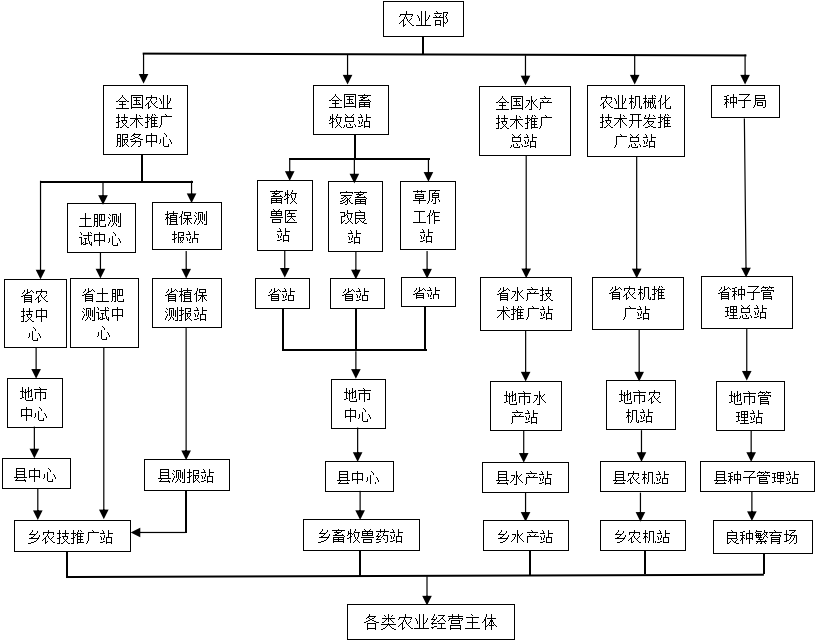 农业部
全国农业
技术推广
服务中心
全国畜
牧总站
全国水产
技术推广
总站
农业机械化
技术开发推
广总站
种子局
土肥测
试中心
植保测
报站
畜牧
兽医
站
家畜
改良
站
草原
工作
站
省农
技中
心
省土肥
测试中
心
省植保
测报站
省站
省站
省站
省水产技
术推广站
省农机推
广站
省种子管
理总站
地市
中心
地市
中心
地市水
产站
地市农
机站
地市管
理站
县中心
县测报站
县中心
县水产站
县农机站
县种子管理站
乡农技推广站
乡畜牧兽药站
乡水产站
乡农机站
良种繁育场
各类农业经营主体